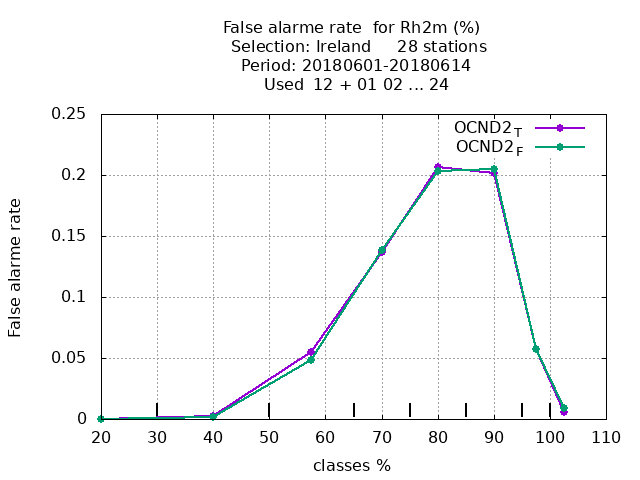 False alarme rate  for Rh2m (%)
Selection: Ireland     28 stations
Period: 20180601-20180614
Used  12 + 01 02 ... 24
OCND2T
OCND2F
False alarme rate
0.25
0.2
0.15
0.1
0.05
0
20 30 40 50 60 70 80 90 100 110
classes %